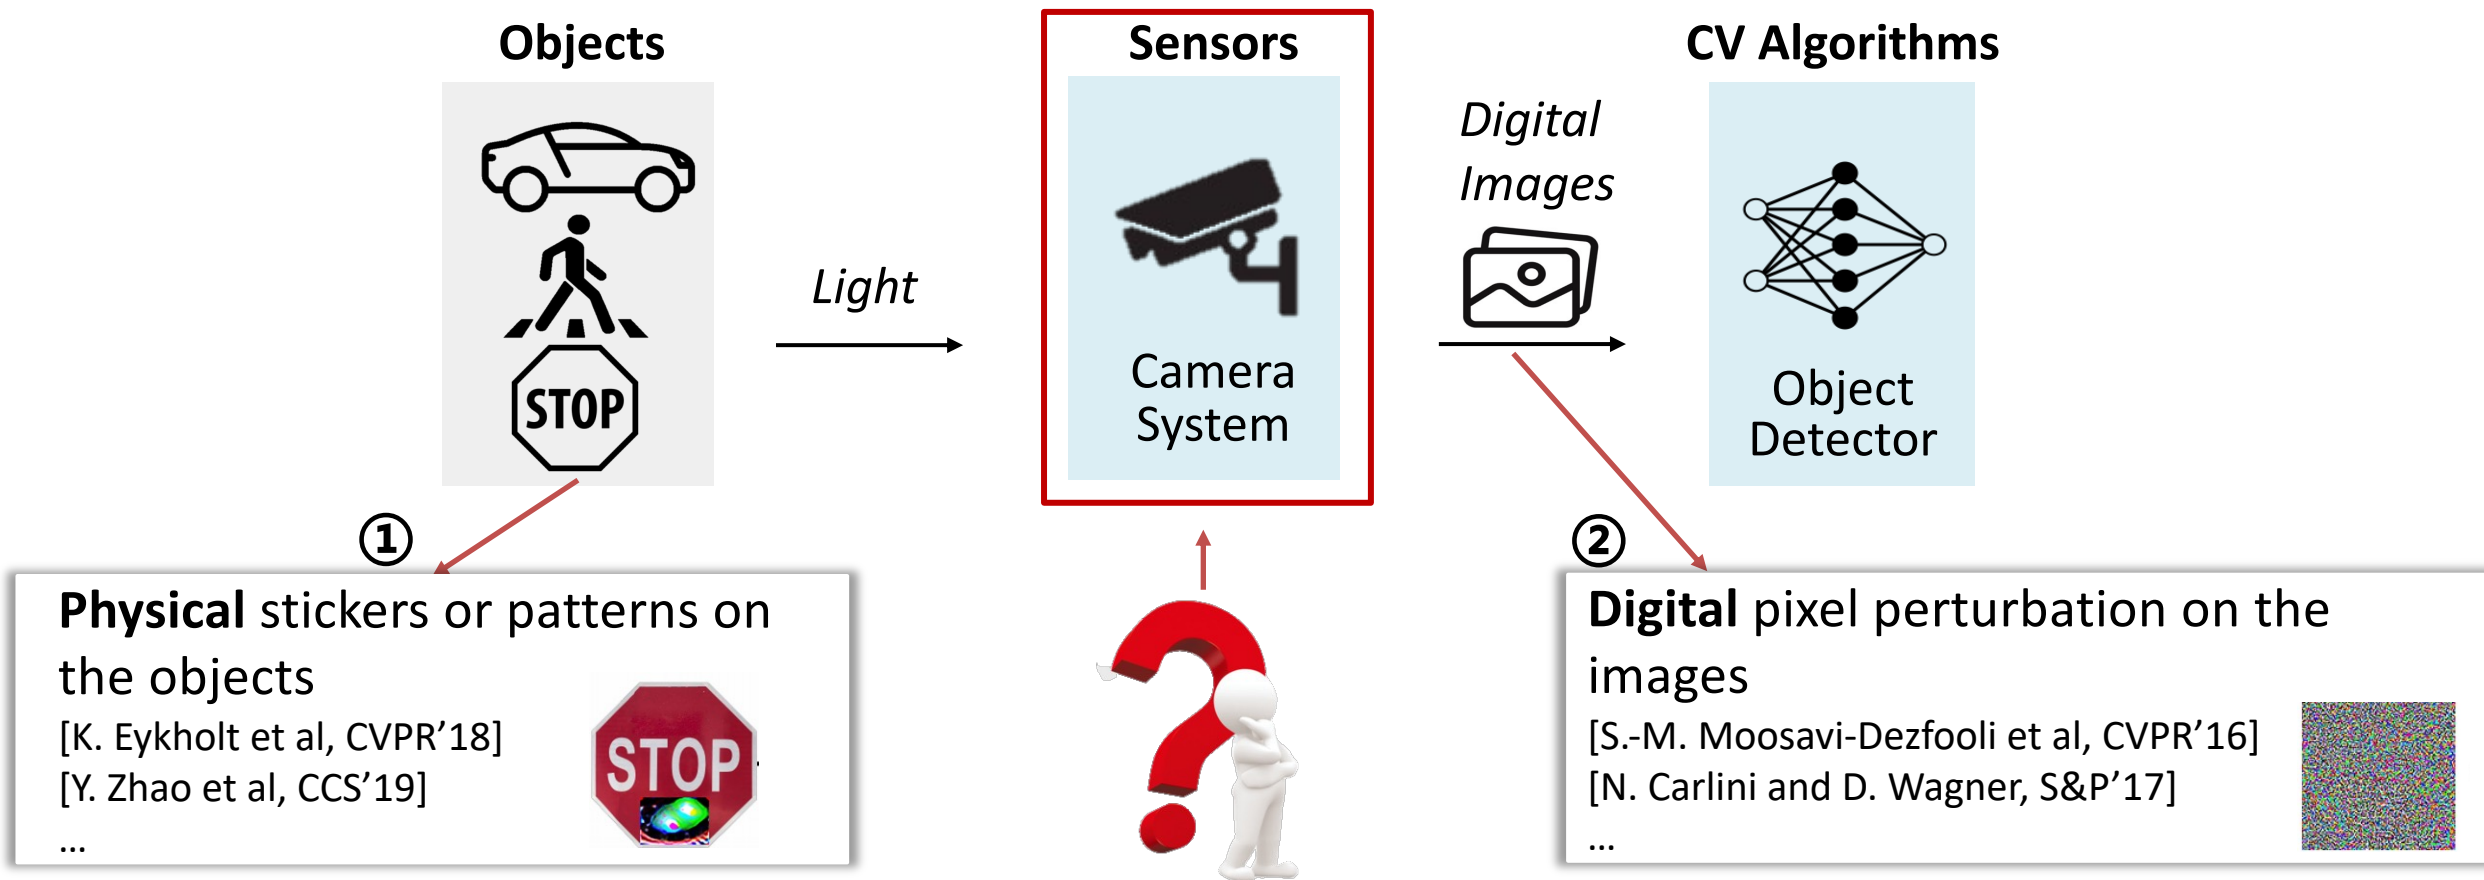 Objects
Sensors
CV Algorithms
STOP
Light
Camera
System
Digital
Images
Object
Detector
①
Physical stickers or patterns on
the objects
[K. Eykholt et al, CVPR’18]
[Y. Zhao et al, CCS’19]
...
STOP
②
Digital pixel perturbation on the
images
[S.-M. Moosavi-Dezfooli et al, CVPR’16]
[N. Carlini and D. Wagner, S&P’17]
...